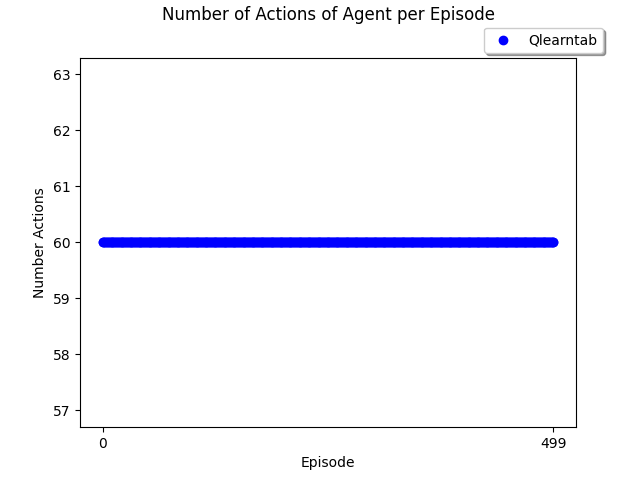 Number of Actions of Agent per Episode
Qlearntab
63
62
61
60
59
58
57
Number Actions
0 499
Episode